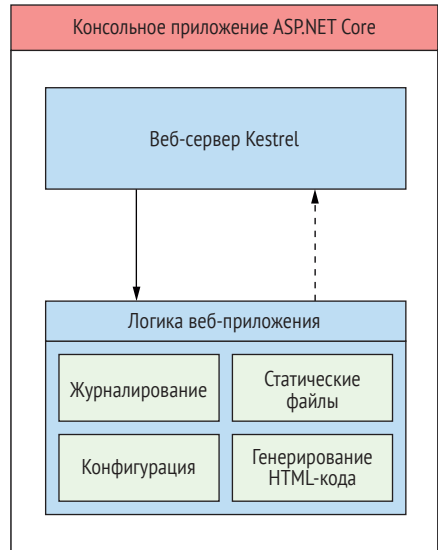 Консольное приложение ASP.NET Core
Веб-сервер Kestrel
Логика веб-приложения
Журналирование
Статические
файлы
Конфигурация
Генерирование
HTML-кода